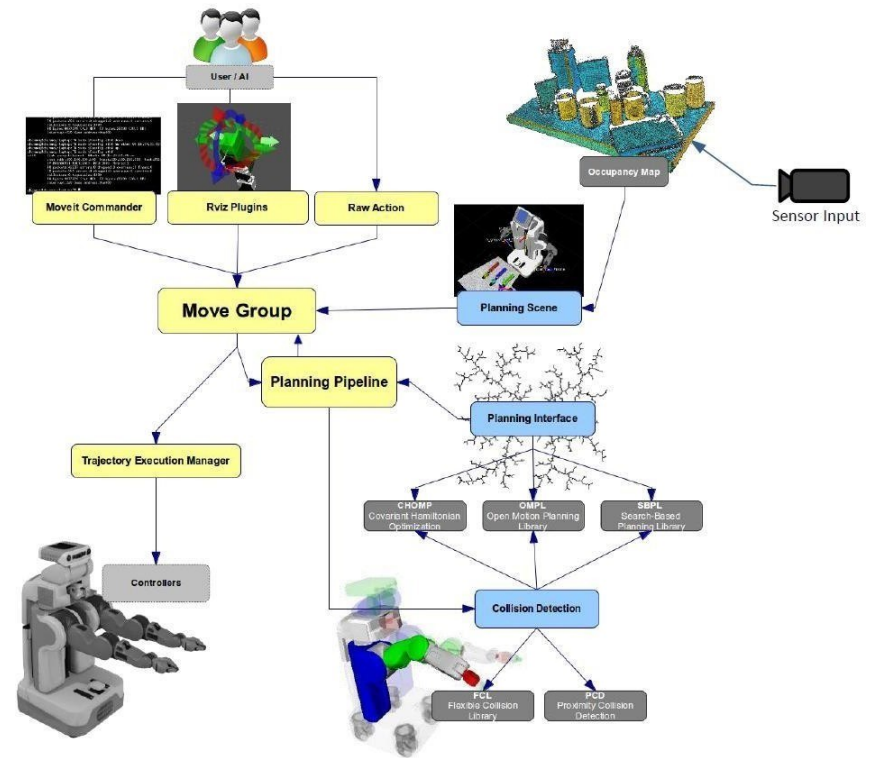 User / AI
Occupancy Map
Sensor Input
Moveit Commander
Rviz Plugins
Raw Action
Move Group
Planning Scene
Planning Pipeline
Planning Interface
Trajectory Execution Manager
CHOMP
Covariant Hamiltonian
Optimization
OMPL
Open Motion Planning
Library
SBPL
Search-Based
Planning Library
Controllers
Collision Detection
FCL
Flexible Collision
Library
PCD
Proximity Collision
Detection